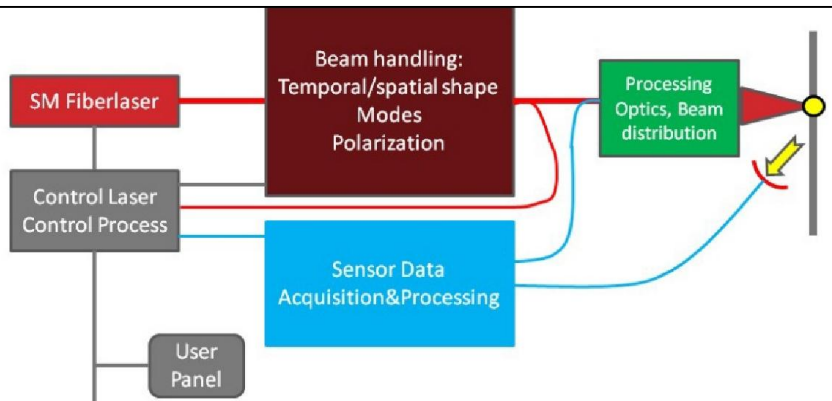 SM Fiberlaser
Beam handling:
Temporal/spatial shape
Modes
Polarization
Processing
Optics, Beam
distribution
Control Laser
Control Process
Sensor Data
Acquisition&Processing
User
Panel